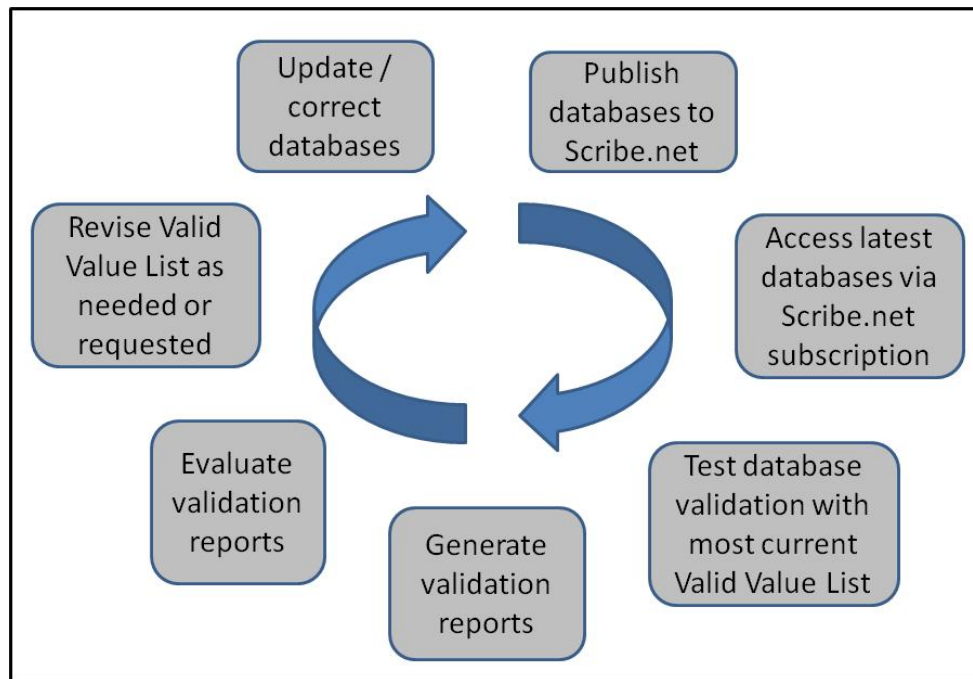 Update /
correct
databases
Publish
databases to
Scribe.net
Access latest
databases via
Scribe.net
subscription
Test database
validation with
most current
Valid Value List
Generate
validation
reports
Evaluate
validation
reports
Revise Valid
Value List as
needed or
requested